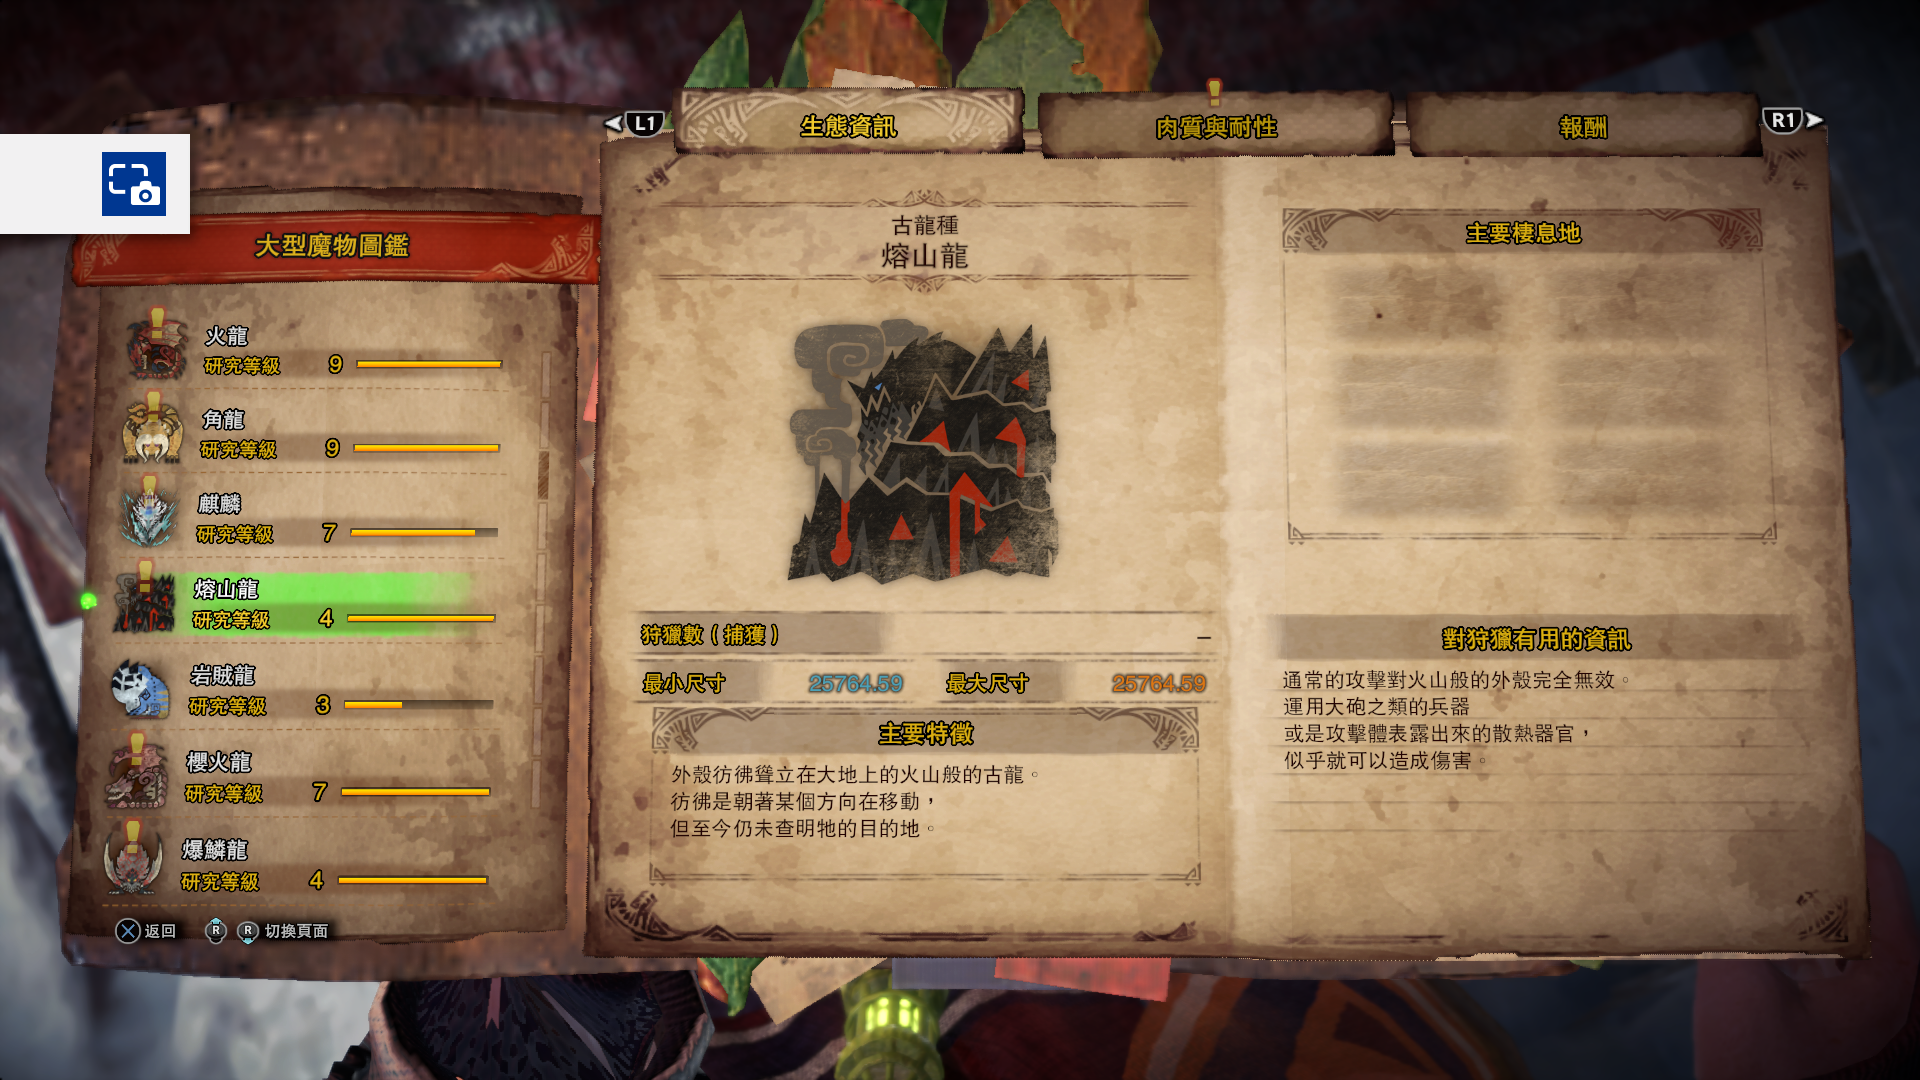 L1
生態資訊
肉質與耐性
報酬
R1
大型魔物圖鑑
火龍
研究等級 9
角龍
研究等級 9
麒麟
研究等級 7
熔山龍
研究等級 4
岩賊龍
研究等級 3
櫻火龍
研究等級 7
爆鱗龍
研究等級 4
返回 R R 切換頁面
古龍種
熔山龍
狩獵數（捕獲） –
最小尺寸 25764.59 最大尺寸 25764.59
主要特徵
外殼彷彿聳立在大地上的火山般的古龍。
彷彿是朝著某個方向在移動，
但至今仍未查明牠的目的地。
主要棲息地
對狩獵有用的資訊
通常的攻擊對火山般的外殼完全無效。
運用大砲之類的兵器
或是攻擊體表露出來的散熱器官，
似乎就可以造成傷害。